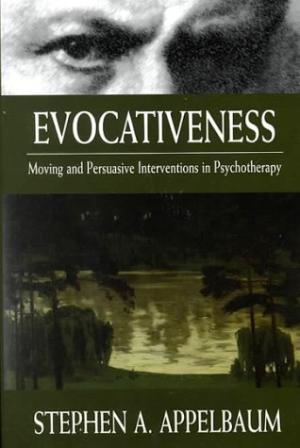 EVOCATIVENESS
Moving and Persuasive Interventions in Psychotherapy
STEPHEN A. APPELBAUM